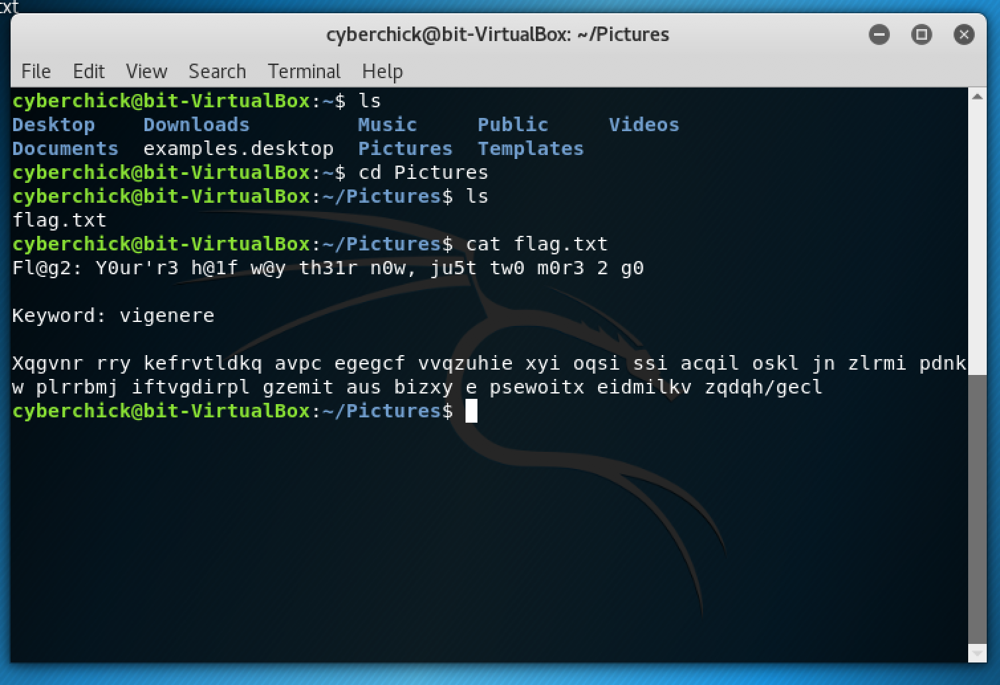 txt
cyberchick@bit-VirtualBox: ~/Pictures
File Edit View Search Terminal Help
cyberchick@bit-VirtualBox:~$ ls
Desktop Downloads Music Public Videos
Documents examples.desktop Pictures Templates
cyberchick@bit-VirtualBox:~$ cd Pictures
cyberchick@bit-VirtualBox:~/Pictures$ ls
flag.txt
cyberchick@bit-VirtualBox:~/Pictures$ cat flag.txt
Fl@g2: Y0ur'r3 h@1f w@y th31r n0w, ju5t tw0 m0r3 2 g0
Keyword: vigenere
Xqgvnr rry kefrvtldkq avpc egegcf vvqzuhie xyi oqsi ssi acqil oskl jn zlrmi pdnk
w plrrbmj iftvgdirpl gzemit aus bizxy e psewoitx eidmilkv zqdqh/gecl
cyberchick@bit-VirtualBox:~/Pictures$